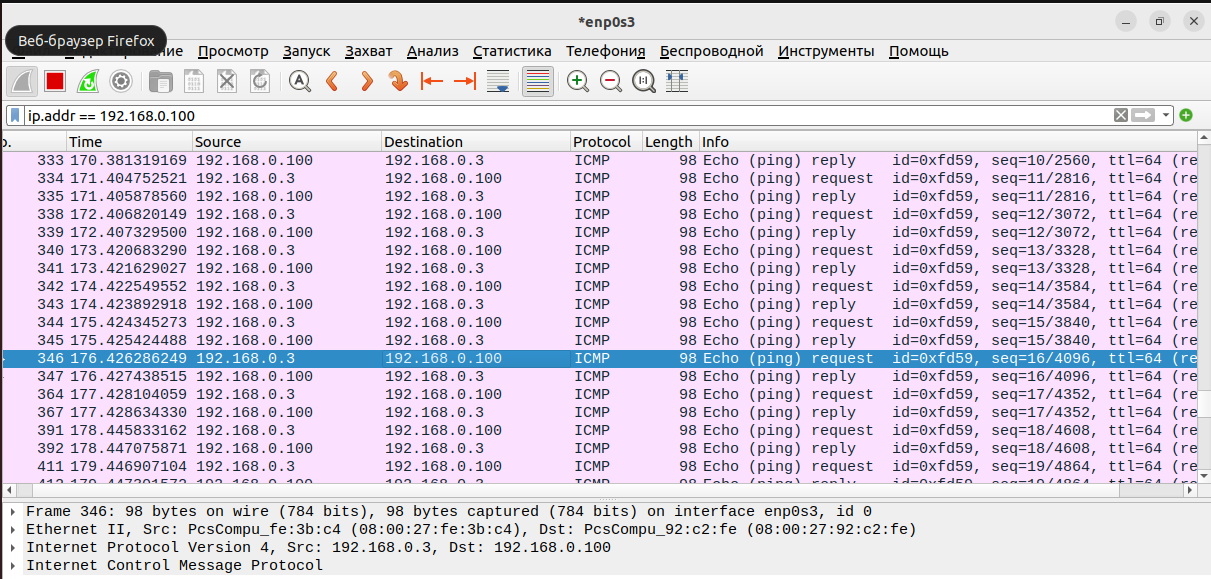 *enp0s3
Веб-браузер Firefox
ение Просмотр Запуск Захват Анализ Статистика Телефония Беспроводной Инструменты Помощь
ip.addr == 192.168.0.100
o. Time Source Destination Protocol Length Info
333 170.381319169 192.168.0.100 192.168.0.3 ICMP 98 Echo (ping) reply id=0xfd59, seq=10/2560, ttl=64 (re
334 171.404752521 192.168.0.3 192.168.0.100 ICMP 98 Echo (ping) request id=0xfd59, seq=11/2816, ttl=64 (re
335 171.405878560 192.168.0.100 192.168.0.3 ICMP 98 Echo (ping) reply id=0xfd59, seq=11/2816, ttl=64 (re
338 172.406820149 192.168.0.3 192.168.0.100 ICMP 98 Echo (ping) request id=0xfd59, seq=12/3072, ttl=64 (re
339 172.407329500 192.168.0.100 192.168.0.3 ICMP 98 Echo (ping) reply id=0xfd59, seq=12/3072, ttl=64 (re
340 173.420683290 192.168.0.3 192.168.0.100 ICMP 98 Echo (ping) request id=0xfd59, seq=13/3328, ttl=64 (re
341 173.421629027 192.168.0.100 192.168.0.3 ICMP 98 Echo (ping) reply id=0xfd59, seq=13/3328, ttl=64 (re
342 174.422549552 192.168.0.3 192.168.0.100 ICMP 98 Echo (ping) request id=0xfd59, seq=14/3584, ttl=64 (re
343 174.423892918 192.168.0.100 192.168.0.3 ICMP 98 Echo (ping) reply id=0xfd59, seq=14/3584, ttl=64 (re
344 175.424345273 192.168.0.3 192.168.0.100 ICMP 98 Echo (ping) request id=0xfd59, seq=15/3840, ttl=64 (re
345 175.425424488 192.168.0.100 192.168.0.3 ICMP 98 Echo (ping) reply id=0xfd59, seq=15/3840, ttl=64 (re
346 176.426286249 192.168.0.3 192.168.0.100 ICMP 98 Echo (ping) request id=0xfd59, seq=16/4096, ttl=64 (re
347 176.427438515 192.168.0.100 192.168.0.3 ICMP 98 Echo (ping) reply id=0xfd59, seq=16/4096, ttl=64 (re
364 177.428104059 192.168.0.3 192.168.0.100 ICMP 98 Echo (ping) request id=0xfd59, seq=17/4352, ttl=64 (re
367 177.428634330 192.168.0.100 192.168.0.3 ICMP 98 Echo (ping) reply id=0xfd59, seq=17/4352, ttl=64 (re
391 178.445833162 192.168.0.3 192.168.0.100 ICMP 98 Echo (ping) request id=0xfd59, seq=18/4608, ttl=64 (re
392 178.447075871 192.168.0.100 192.168.0.3 ICMP 98 Echo (ping) reply id=0xfd59, seq=18/4608, ttl=64 (re
411 179.446907104 192.168.0.3 192.168.0.100 ICMP 98 Echo (ping) request id=0xfd59, seq=19/4864, ttl=64 (re
Frame 346: 98 bytes on wire (784 bits), 98 bytes captured (784 bits) on interface enp0s3, id 0
Ethernet II, Src: PcsCompu_fe:3b:c4 (08:00:27:fe:3b:c4), Dst: PcsCompu_92:c2:fe (08:00:27:92:c2:fe)
Internet Protocol Version 4, Src: 192.168.0.3, Dst: 192.168.0.100
Internet Control Message Protocol